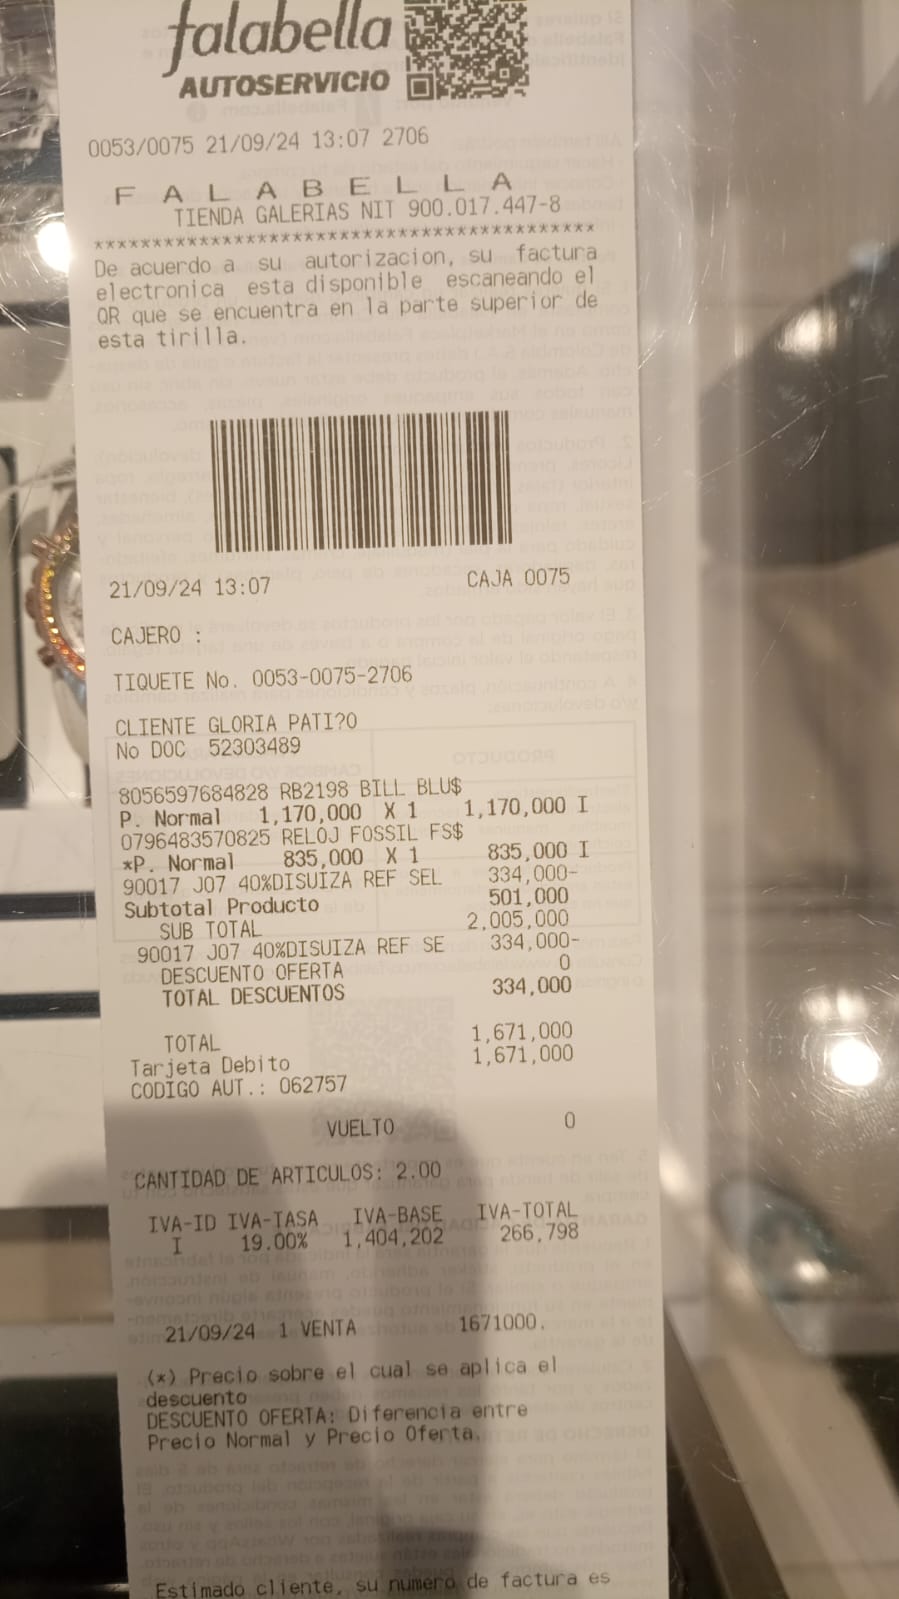 falabella
AUTOSERVICIO
0053/0075 21/09/24 13:07 2706
F A L A B E L L A
TIENDA GALERIAS NIT 900.017.447-8
*******************************************
De acuerdo a su autorizacion, su factura
electronica esta disponible escaneando el
QR que se encuentra en la parte superior de
esta tirilla.
21/09/24 13:07 CAJA 0075
CAJERO :
TIQUETE No. 0053-0075-2706
CLIENTE GLORIA PATI?O
No DOC 52303489
8056597684828 RB2198 BILL BLU$
P. Normal 1,170,000 X 1 1,170,000 I
0796483570825 RELOJ FOSSIL FS$
*P. Normal 835,000 X 1 835,000 I
90017 J07 40%DISUIZA REF SEL 334,000-
Subtotal Producto 501,000
SUB TOTAL 2,005,000
90017 J07 40%DISUIZA REF SE 334,000-
DESCUENTO OFERTA 0
TOTAL DESCUENTOS 334,000
TOTAL 1,671,000
Tarjeta Debito 1,671,000
CODIGO AUT.: 062757
VUELTO 0
CANTIDAD DE ARTICULOS: 2.00
IVA-ID IVA-TASA IVA-BASE IVA-TOTAL
I 19.00% 1,404,202 266,798
21/09/24 1 VENTA 1671000.
(*) Precio sobre el cual se aplica el
descuento
DESCUENTO OFERTA: Diferencia entre
Precio Normal y Precio Oferta.
Estimado cliente, su numero de factura es